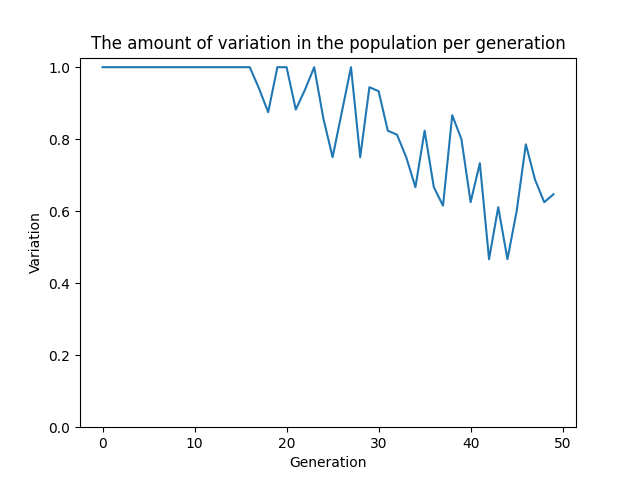 The amount of variation in the population per generation
1.0
0.8
0.6
0.4
0.2
0.0
Variation
0 10 20 30 40 50
Generation